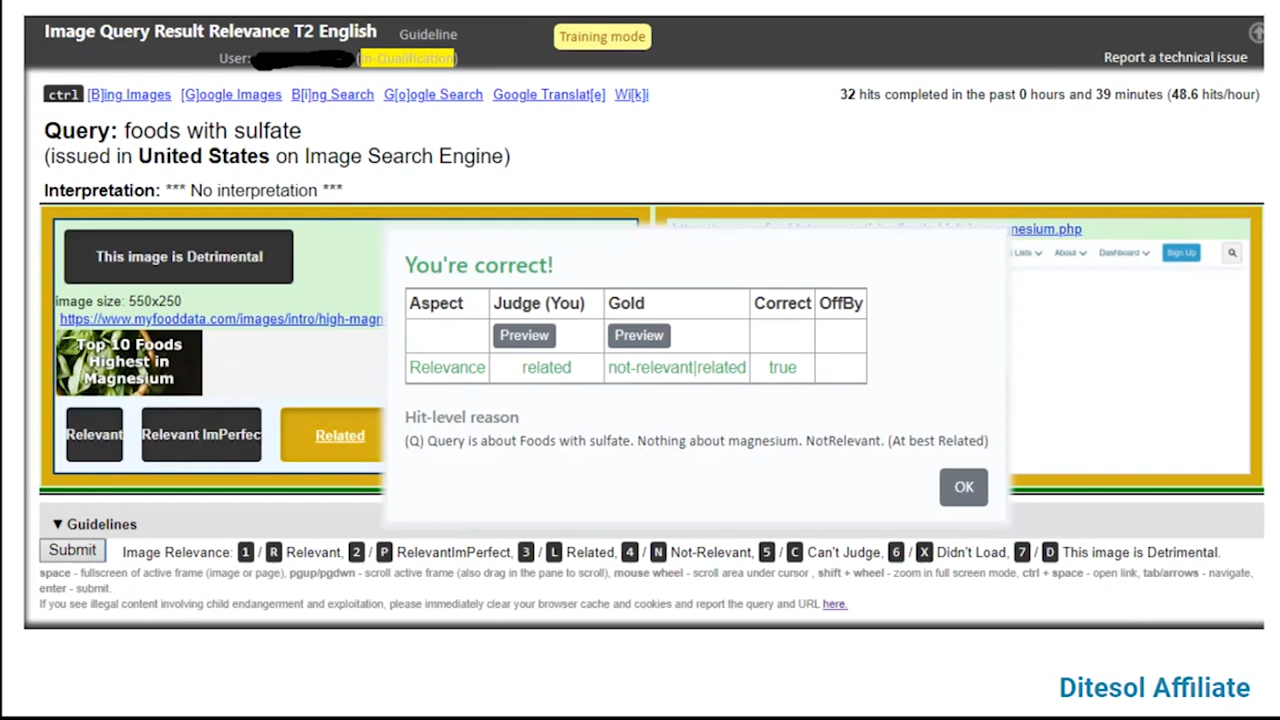 Image Query Result Relevance T2 English Guideline Training mode
User: (In-Qualification) Report a technical issue
ctrl [B]ing Images [G]oogle Images B[i]ng Search G[o]ogle Search Google Translat[e] Wi[k]i 32 hits completed in the past 0 hours and 39 minutes (48.6 hits/hour)
Query: foods with sulfate
(issued in United States on Image Search Engine)
Interpretation: *** No interpretation ***
This image is Detrimental
image size: 550x250
https://www.myfooddata.com/images/intro/high-magn
Top 10 Foods
Highest in
Magnesium
Relevant Relevant ImPerfec Related
nesium.php
Lists About Dashboard Sign Up
You're correct!
Aspect Judge (You) Gold Correct OffBy
Preview Preview
Relevance related not-relevant|related true
Hit-level reason
(Q) Query is about Foods with sulfate. Nothing about magnesium. NotRelevant. (At best Related)
OK
▼ Guidelines
Submit Image Relevance: 1 / R Relevant, 2 / P RelevantImPerfect, 3 / L Related, 4 / N Not-Relevant, 5 / C Can't Judge, 6 / X Didn't Load, 7 / D This image is Detrimental.
space - fullscreen of active frame (image or page), pgup/pgdwn - scroll active frame (also drag in the pane to scroll), mouse wheel - scroll area under cursor , shift + wheel - zoom in full screen mode, ctrl + space - open link, tab/arrows - navigate,
enter - submit.
If you see illegal content involving child endangerment and exploitation, please immediately clear your browser cache and cookies and report the query and URL here.
Ditesol Affiliate